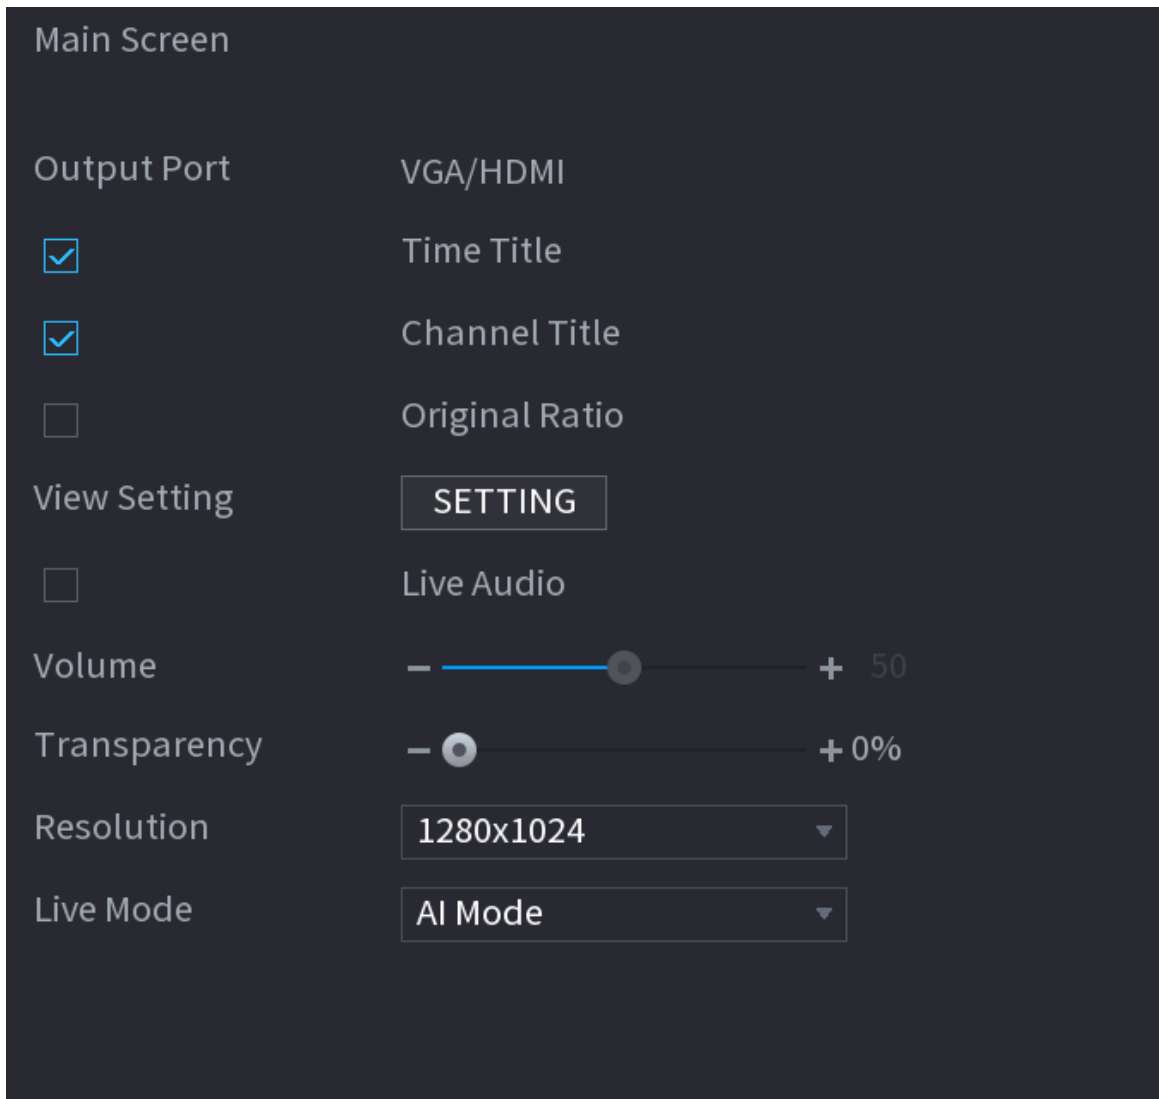 Main Screen
Output Port VGA/HDMI
Time Title
Channel Title
Original Ratio
View Setting SETTING
Live Audio
Volume 50
Transparency 0%
Resolution 1280x1024
Live Mode AI Mode